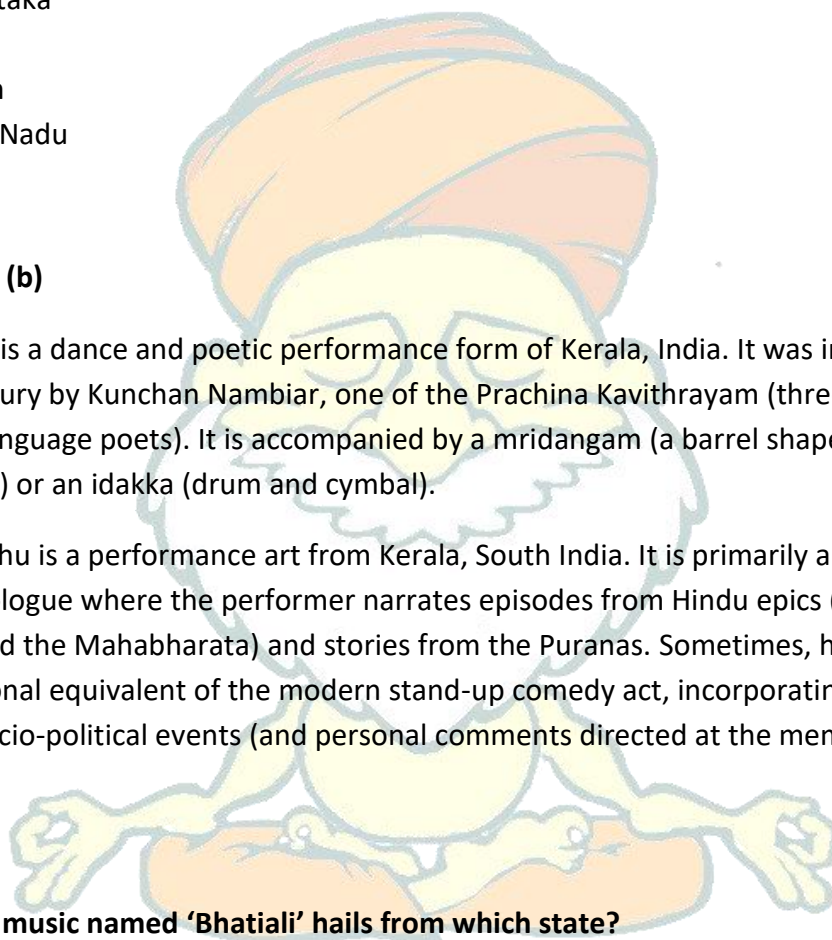 taka
Nadu
(b)
is a dance and poetic performance form of Kerala, India. It was i
ury by Kunchan Nambiar, one of the Prachina Kavithrayam (thre
nguage poets). It is accompanied by a mridangam (a barrel shape
) or an idakka (drum and cymbal).
hu is a performance art from Kerala, South India. It is primarily a
logue where the performer narrates episodes from Hindu epics (
d the Mahabharata) and stories from the Puranas. Sometimes, h
onal equivalent of the modern stand-up comedy act, incorporatin
cio-political events (and personal comments directed at the mem
music named ‘Bhatiali’ hails from which state?